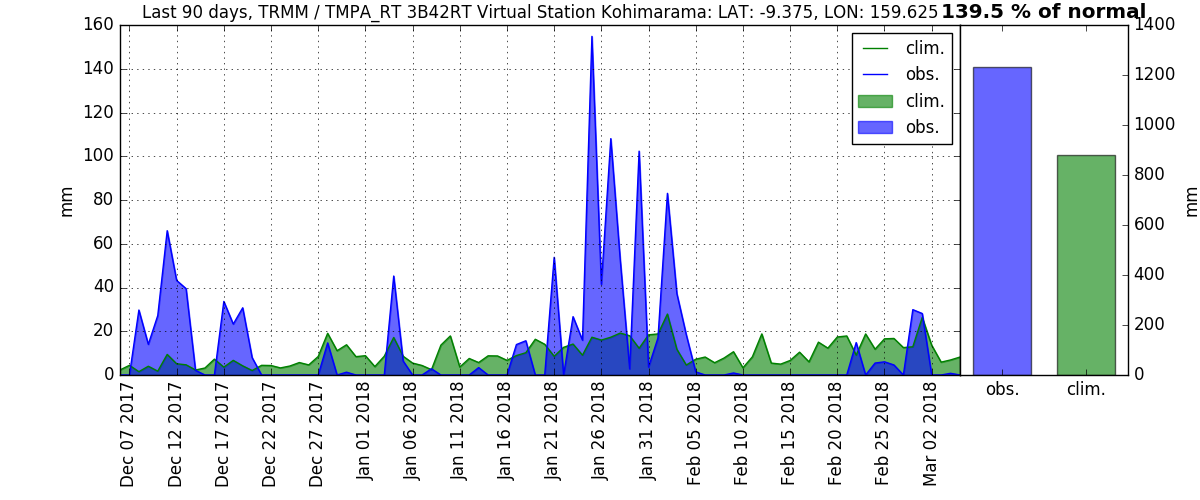 Last 90 days, TRMM / TMPA_RT 3B42RT Virtual Station Kohimarama: LAT: -9.375, LON: 159.625 139.5 % of normal
160
140
120
100
80
60
40
20
0
mm
clim.
obs.
clim.
obs.
Dec 07 2017
Dec 12 2017
Dec 17 2017
Dec 22 2017
Dec 27 2017
Jan 01 2018
Jan 06 2018
Jan 11 2018
Jan 16 2018
Jan 21 2018
Jan 26 2018
Jan 31 2018
Feb 05 2018
Feb 10 2018
Feb 15 2018
Feb 20 2018
Feb 25 2018
Mar 02 2018
1400
1200
1000
800
600
400
200
0
mm
obs. clim.